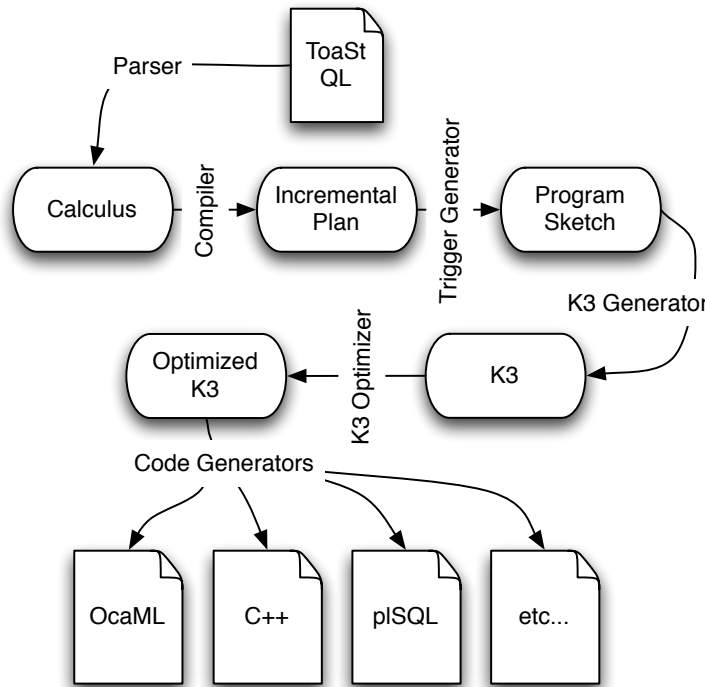 ToaSt
QL
Parser
Calculus
Compiler
Incremental
Plan
Trigger Generator
Program
Sketch
K3 Generator
K3
K3 Optimizer
Optimized
K3
Code Generators
OcaML
C++
plSQL
etc...